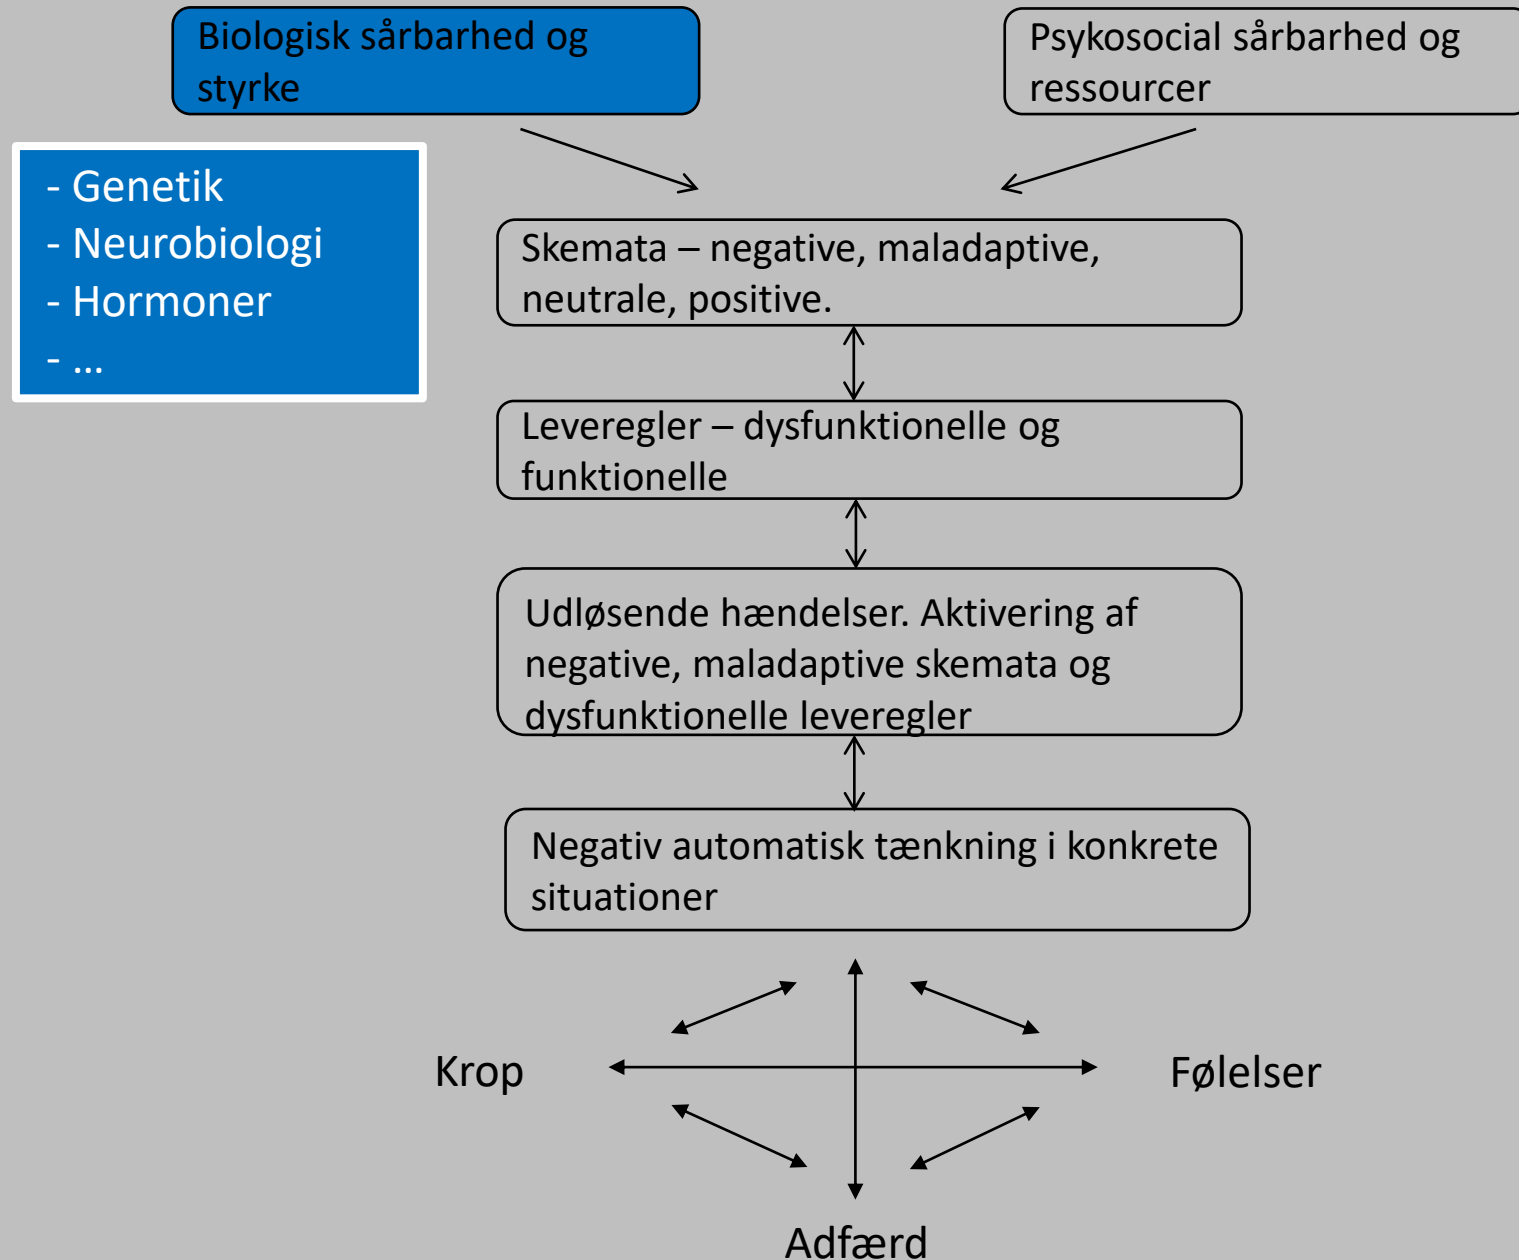 Biologisk sårbarhed og
styrke
Psykosocial sårbarhed og
ressourcer
- Genetik
- Neurobiologi
- Hormoner
- ...
Skemata – negative, maladaptive,
neutrale, positive.
Leveregler – dysfunktionelle og
funktionelle
Udløsende hændelser. Aktivering af
negative, maladaptive skemata og
dysfunktionelle leveregler
Negativ automatisk tænkning i konkrete
situationer
Krop
Følelser
Adfærd